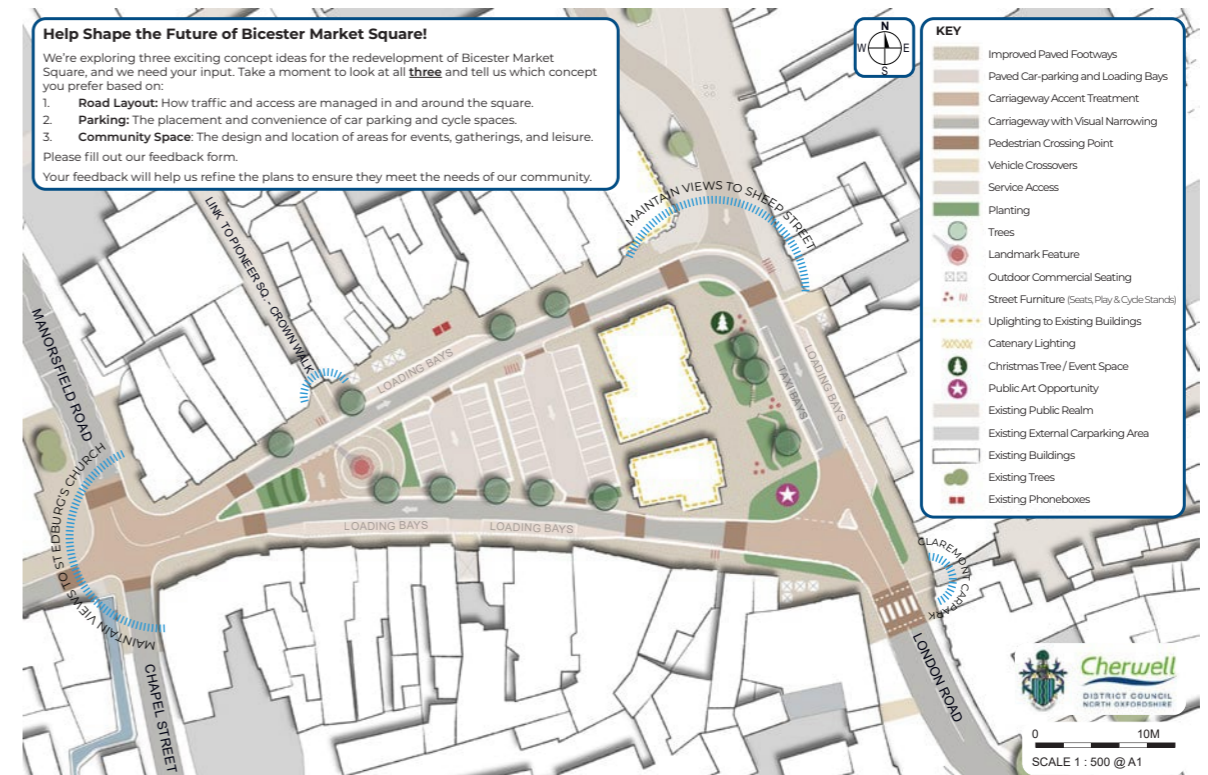 Help Shape the Future of Bicester Market Square!
We're exploring three exciting concept ideas for the redevelopment of Bicester Market
Square, and we need your input. Take a moment to look at all three and tell us which concept
you prefer based on:
1. Road Layout: How traffic and access are managed in and around the square.
2. Parking: The placement and convenience of car parking and cycle spaces.
3. Community Space: The design and location of areas for events, gatherings, and leisure.
Please fill out our feedback form.
Your feedback will help us refine the plans to ensure they meet the needs of our community.
N
W E
S
KEY
Improved Paved Footways
Paved Car-parking and Loading Bays
Carriageway Accent Treatment
Carriageway with Visual Narrowing
Pedestrian Crossing Point
Vehicle Crossovers
Service Access
Planting
Trees
Landmark Feature
Outdoor Commercial Seating
Street Furniture (Seats, Play & Cycle Stands)
Uplighting to Existing Buildings
Catenary Lighting
Christmas Tree / Event Space
Public Art Opportunity
Existing Public Realm
Existing External Carparking Area
Existing Buildings
Existing Trees
Existing Phoneboxes
MAINTAIN VIEWS TO SHEEP STREET
LINK TO PIONEER SQ. - CROWN WALK
MANORSFIELD ROAD
LOADING BAYS
LOADING BAYS
TAXI BAYS
MAINTAIN VIEWS TO ST EDBURG'S CHURCH
LOADING BAYS
LOADING BAYS
CLAREMONT CARPARK
CHAPEL STREET
LONDON ROAD
Cherwell
DISTRICT COUNCIL
NORTH OXFORDSHIRE
0 10M
SCALE 1 : 500 @ A1